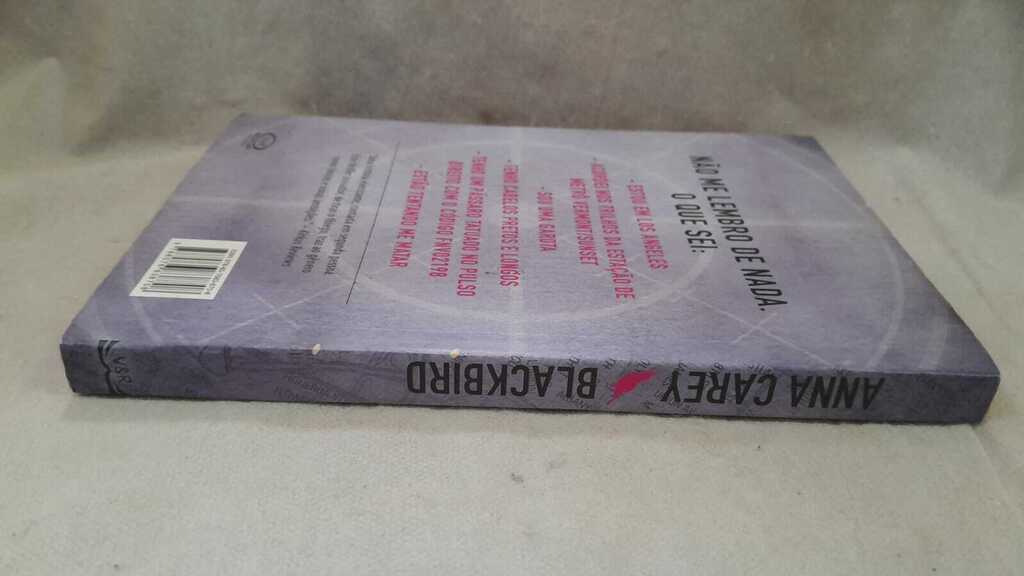 NÃO ME LEMBRO DE NADA.
O QUE SEI:
- ESTOU EM LOS ANGELES
- ACORDEI NOS TRILHOS DA ESTAÇÃO DE
METRÔ VERMONT/SUNSET
- SOU UMA GAROTA
- TENHO CABELOS PRETOS E LONGOS
- TENHO UM PÁSSARO TATUADO NO PULSO
DIREITO COM O CÓDIGO FNV02198
- ESTÃO TENTANDO ME MATAR
ANNA CAREY BLACKBIRD
V&R